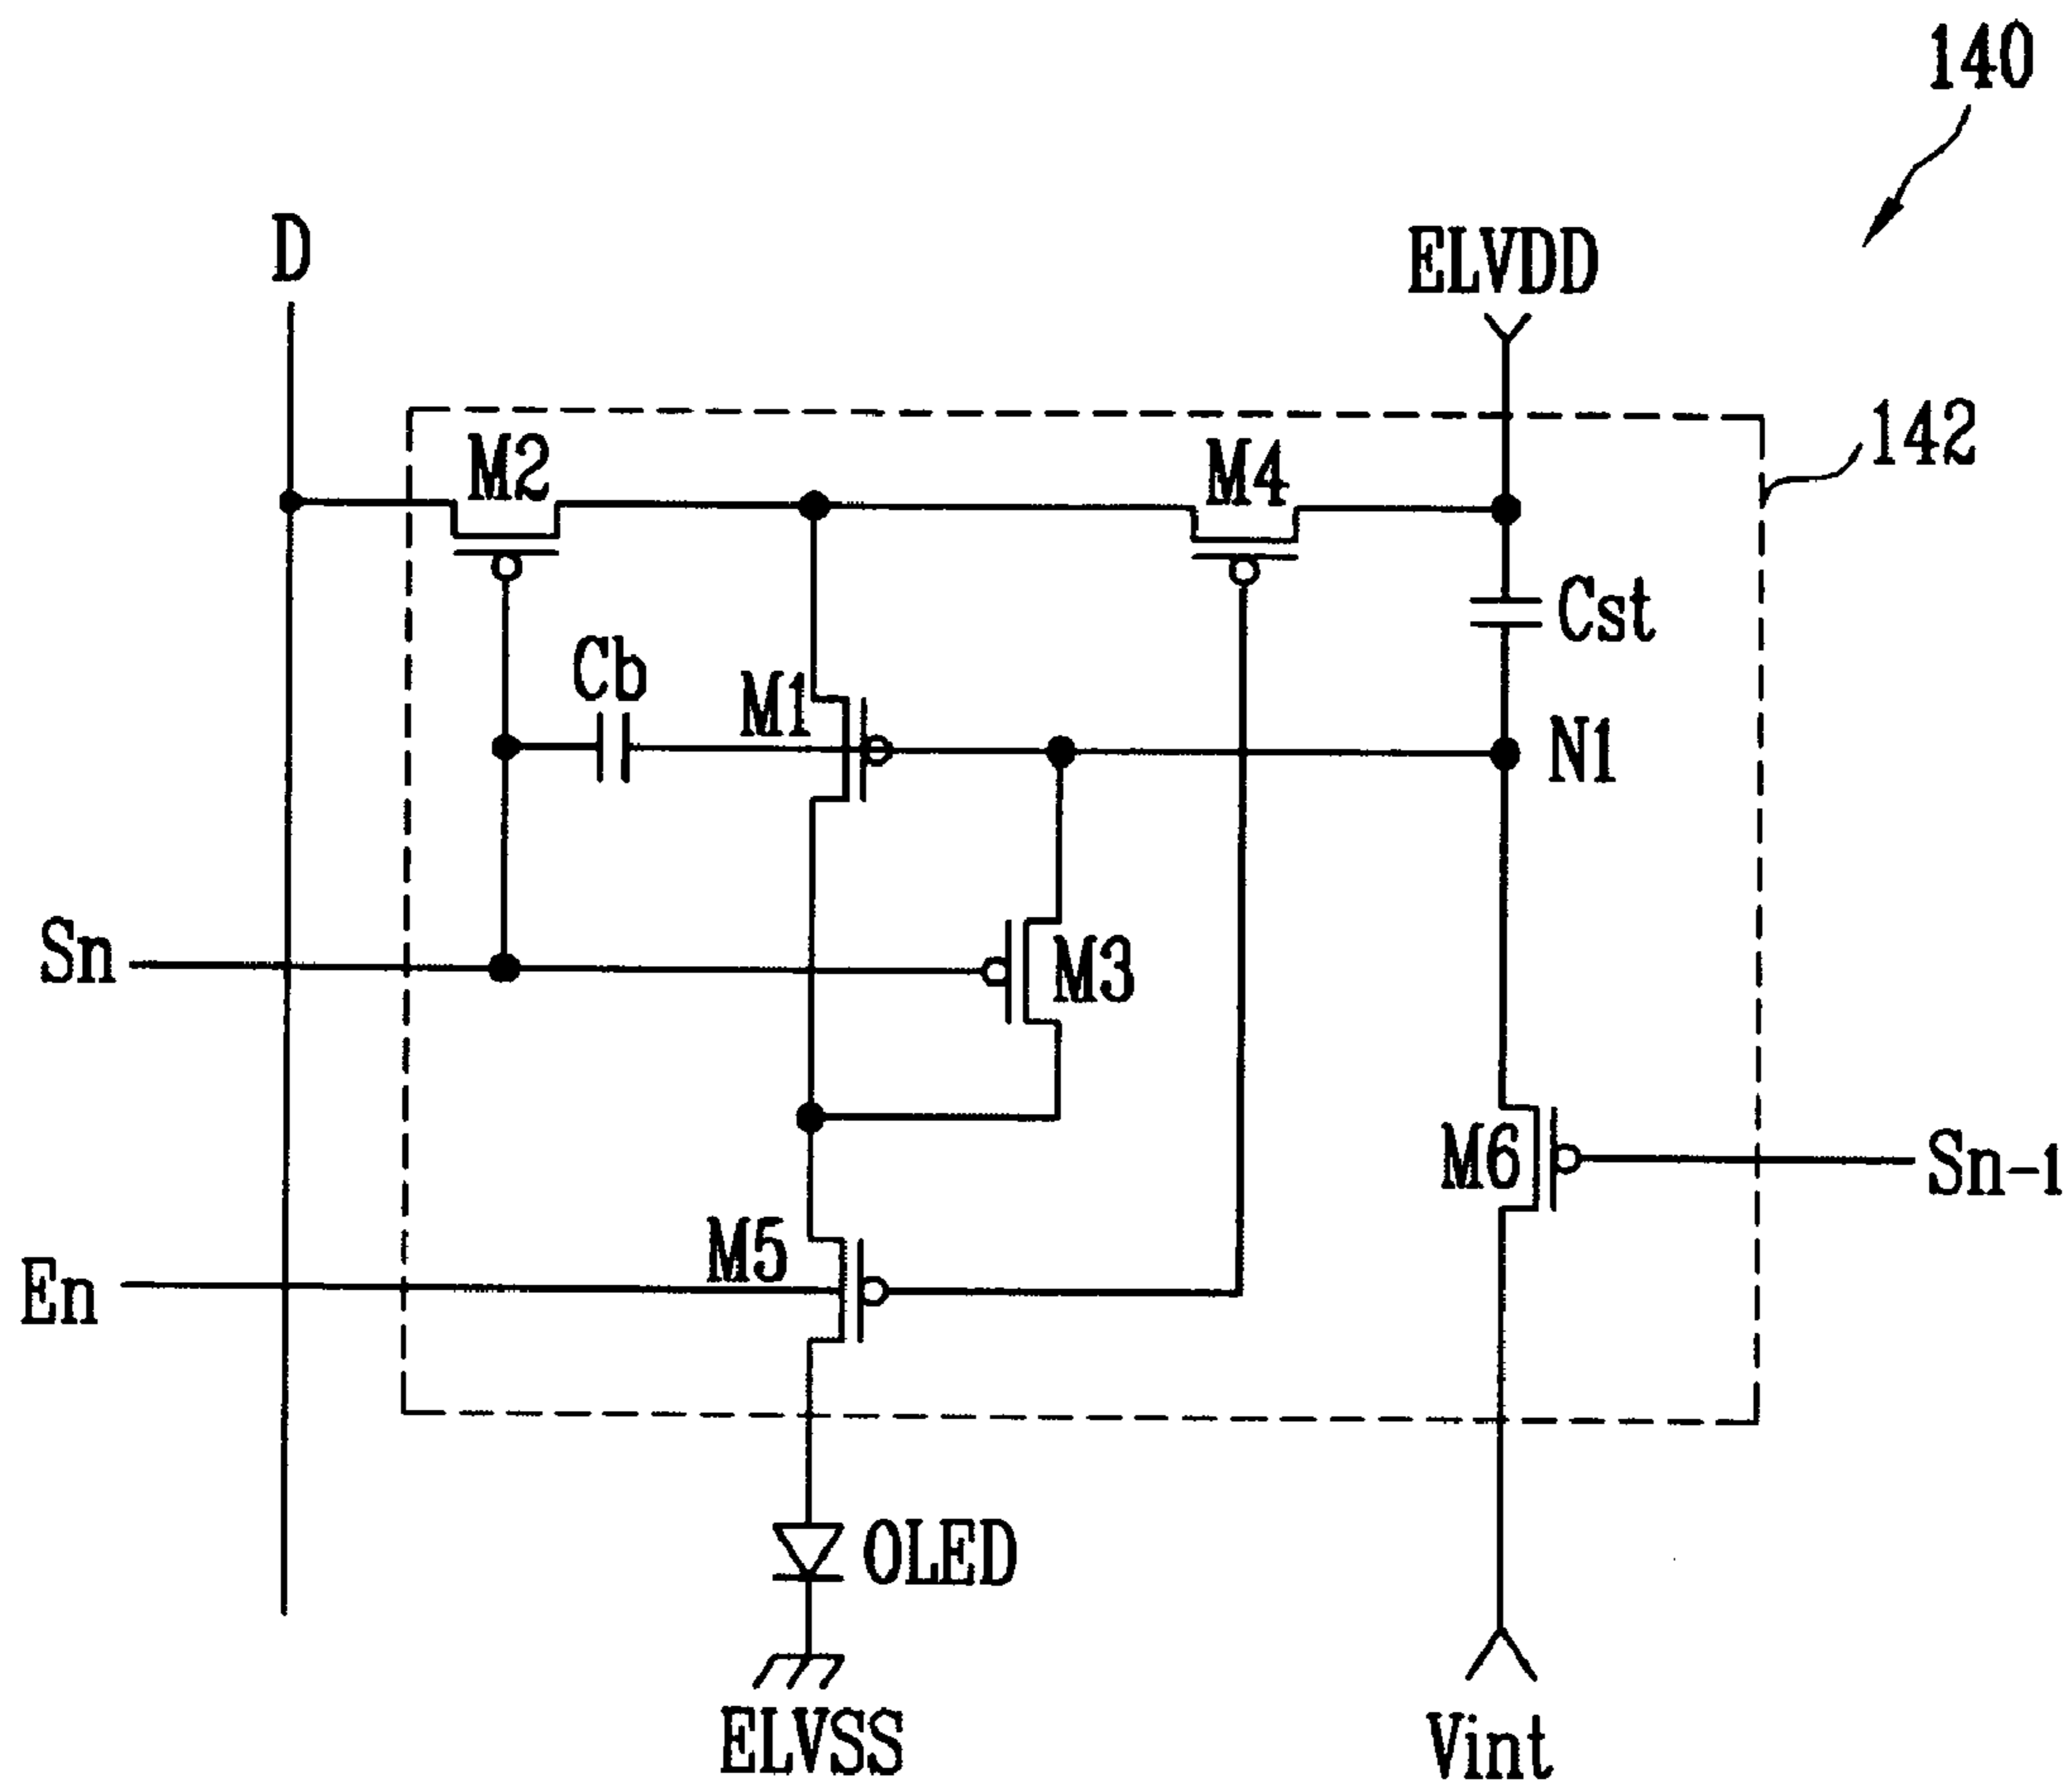 140
D
ELVDD
142
M2
M4
Cst
Cb
M1
N1
Sn
M3
M6
Sn-1
M5
En
OLED
ELVSS
Vint